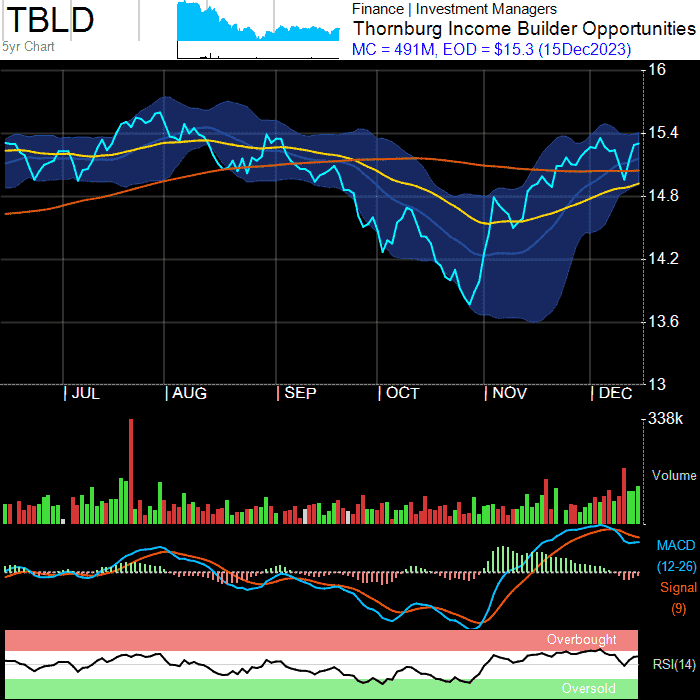 TBLD
5yr Chart
Finance | Investment Managers
Thornburg Income Builder Opportunities
MC = 491M, EOD = $15.3 (15Dec2023)
16
15.4
14.8
14.2
13.6
13
| JUL | AUG | SEP | OCT | NOV | DEC
338k
Volume
MACD
(12-26)
Signal
(9)
Overbought
RSI(14)
Oversold